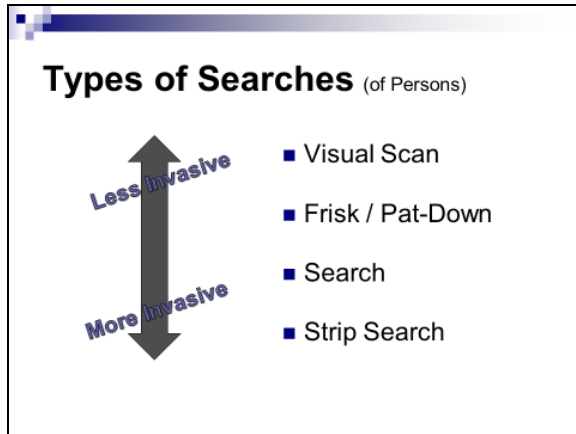 Types of Searches (of Persons)
Less Invasive
More Invasive
Visual Scan
Frisk / Pat-Down
Search
Strip Search